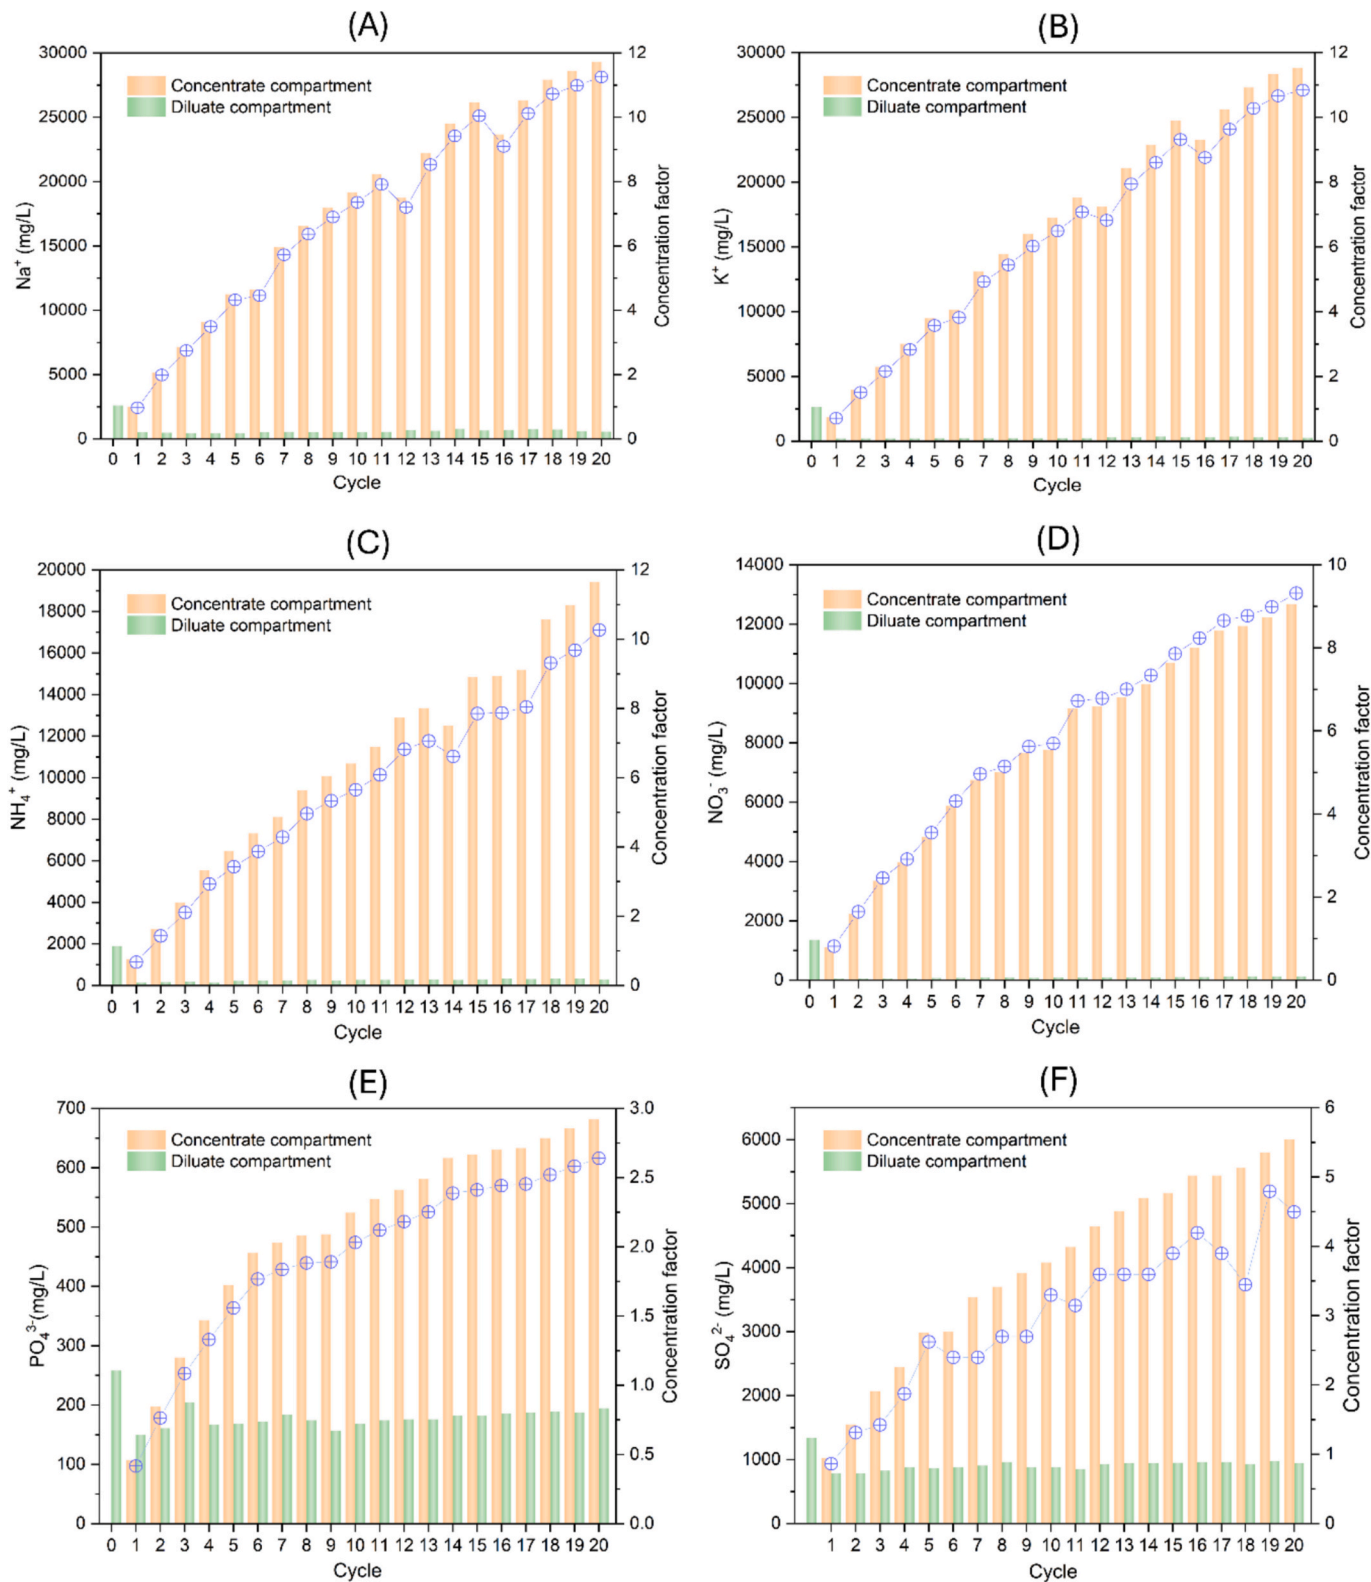 (A)
30000
25000
20000
15000
10000
5000
0
12
10
8
6
4
2
0
Concentrate compartment
Diluate compartment
Na⁺ (mg/L)
Concentration factor
0 1 2 3 4 5 6 7 8 9 10 11 12 13 14 15 16 17 18 19 20
Cycle
(B)
30000
25000
20000
15000
10000
5000
0
12
10
8
6
4
2
0
Concentrate compartment
Diluate compartment
K⁺ (mg/L)
Concentration factor
0 1 2 3 4 5 6 7 8 9 10 11 12 13 14 15 16 17 18 19 20
Cycle
(C)
20000
18000
16000
14000
12000
10000
8000
6000
4000
2000
0
12
10
8
6
4
2
0
Concentrate compartment
Diluate compartment
NH₄⁺ (mg/L)
Concentration factor
0 1 2 3 4 5 6 7 8 9 10 11 12 13 14 15 16 17 18 19 20
Cycle
(D)
14000
12000
10000
8000
6000
4000
2000
0
10
8
6
4
2
0
Concentrate compartment
Diluate compartment
NO₃⁻ (mg/L)
Concentration factor
0 1 2 3 4 5 6 7 8 9 10 11 12 13 14 15 16 17 18 19 20
Cycle
(E)
700
600
500
400
300
200
100
0
3.0
2.5
2.0
1.5
1.0
0.5
0.0
Concentrate compartment
Diluate compartment
PO₄³⁻(mg/L)
Concentration factor
0 1 2 3 4 5 6 7 8 9 10 11 12 13 14 15 16 17 18 19 20
Cycle
(F)
6000
5000
4000
3000
2000
1000
0
6
5
4
3
2
1
0
Concentrate compartment
Diluate compartment
SO₄²⁻(mg/L)
Concentration factor
1 2 3 4 5 6 7 8 9 10 11 12 13 14 15 16 17 18 19 20
Cycle